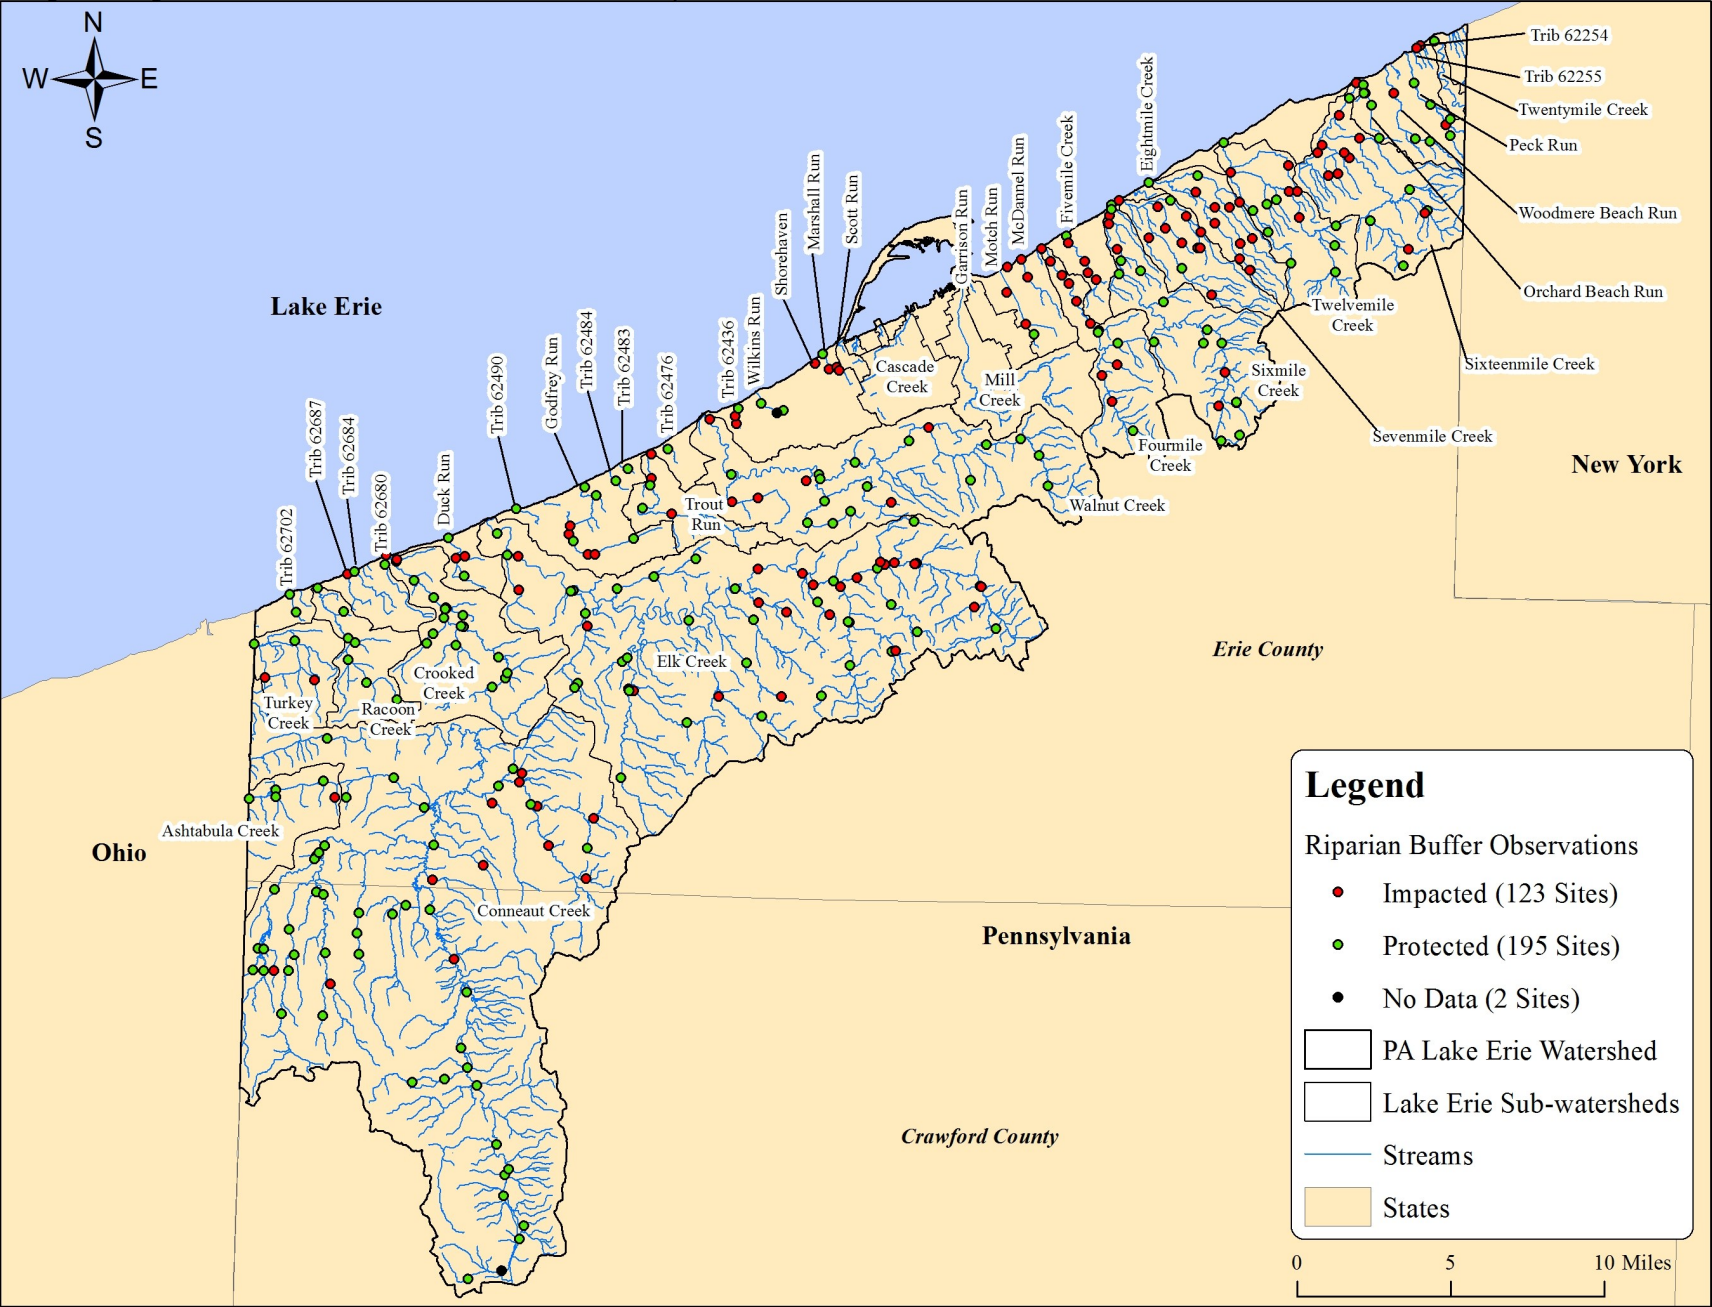 N
W
E
S
Lake Erie
Trib 62254
Trib 62255
Twentymile Creek
Peck Run
Woodmere Beach Run
Orchard Beach Run
Sixteenmile Creek
Sevenmile Creek
Eightmile Creek
Fivemile Creek
McDannel Run
Motch Run
Garrison Run
Scott Run
Marshall Run
Shorehaven
Wilkins Run
Trib 62436
Trib 62476
Trib 62483
Trib 62484
Godfrey Run
Trib 62490
Duck Run
Trib 62680
Trib 62684
Trib 62687
Trib 62702
Twelvemile
Creek
Sixmile
Creek
Cascade
Creek
Mill
Creek
Fourmile
Creek
Walnut Creek
Trout
Run
Elk Creek
Crooked
Creek
Racoon
Creek
Turkey
Creek
Ashtabula Creek
Conneaut Creek
New York
Erie County
Ohio
Pennsylvania
Crawford County
Legend
Riparian Buffer Observations
Impacted (123 Sites)
Protected (195 Sites)
No Data (2 Sites)
PA Lake Erie Watershed
Lake Erie Sub-watersheds
Streams
States
0 5 10 Miles